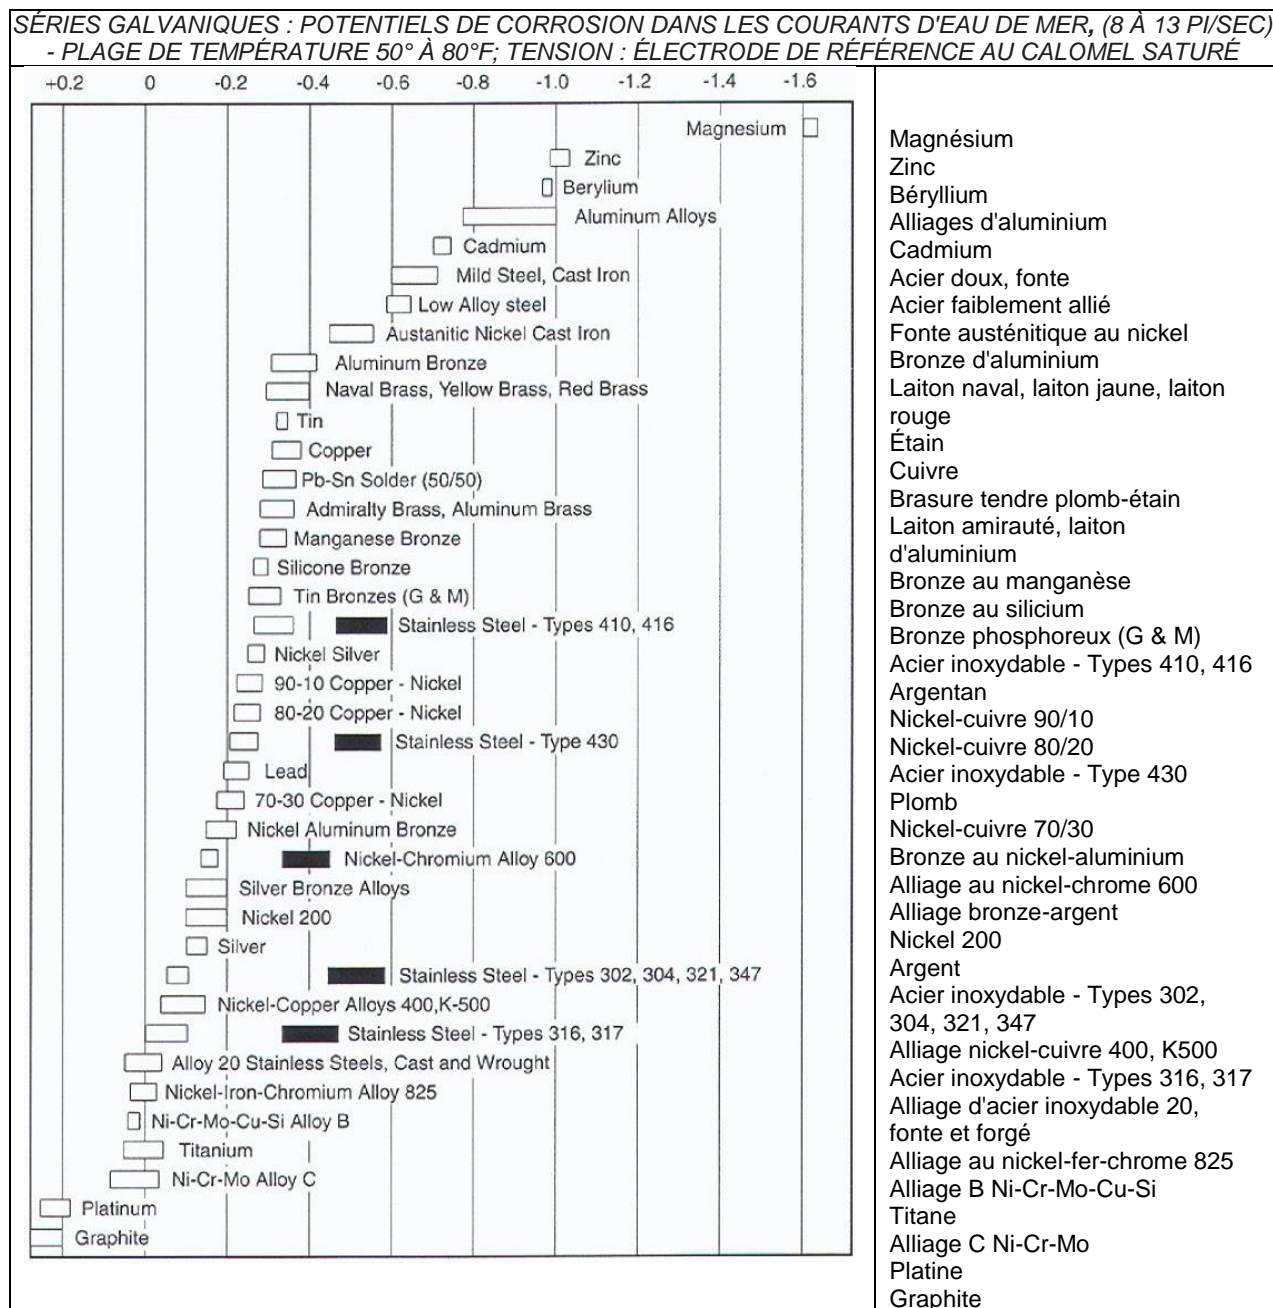 SÉRIES GALVANIQUES : POTENTIELS DE CORROSION DANS LES COURANTS D'EAU DE MER, (8 À 13 PI/SEC)
- PLAGE DE TEMPÉRATURE 50° À 80°F; TENSION : ÉLECTRODE DE RÉFÉRENCE AU CALOMEL SATURÉ
+0.2 0 -0.2 -0.4 -0.6 -0.8 -1.0 -1.2 -1.4 -1.6
Magnesium
Zinc
Berylium
Aluminum Alloys
Cadmium
Mild Steel, Cast Iron
Low Alloy steel
Austanitic Nickel Cast Iron
Aluminum Bronze
Naval Brass, Yellow Brass, Red Brass
Tin
Copper
Pb-Sn Solder (50/50)
Admiralty Brass, Aluminum Brass
Manganese Bronze
Silicone Bronze
Tin Bronzes (G & M)
Stainless Steel - Types 410, 416
Nickel Silver
90-10 Copper - Nickel
80-20 Copper - Nickel
Stainless Steel - Type 430
Lead
70-30 Copper - Nickel
Nickel Aluminum Bronze
Nickel-Chromium Alloy 600
Silver Bronze Alloys
Nickel 200
Silver
Stainless Steel - Types 302, 304, 321, 347
Nickel-Copper Alloys 400,K-500
Stainless Steel - Types 316, 317
Alloy 20 Stainless Steels, Cast and Wrought
Nickel-Iron-Chromium Alloy 825
Ni-Cr-Mo-Cu-Si Alloy B
Titanium
Ni-Cr-Mo Alloy C
Platinum
Graphite
Magnésium
Zinc
Béryllium
Alliages d'aluminium
Cadmium
Acier doux, fonte
Acier faiblement allié
Fonte austénitique au nickel
Bronze d'aluminium
Laiton naval, laiton jaune, laiton
rouge
Étain
Cuivre
Brasure tendre plomb-étain
Laiton amirauté, laiton
d'aluminium
Bronze au manganèse
Bronze au silicium
Bronze phosphoreux (G & M)
Acier inoxydable - Types 410, 416
Argentan
Nickel-cuivre 90/10
Nickel-cuivre 80/20
Acier inoxydable - Type 430
Plomb
Nickel-cuivre 70/30
Bronze au nickel-aluminium
Alliage au nickel-chrome 600
Alliage bronze-argent
Nickel 200
Argent
Acier inoxydable - Types 302,
304, 321, 347
Alliage nickel-cuivre 400, K500
Acier inoxydable - Types 316, 317
Alliage d'acier inoxydable 20,
fonte et forgé
Alliage au nickel-fer-chrome 825
Alliage B Ni-Cr-Mo-Cu-Si
Titane
Alliage C Ni-Cr-Mo
Platine
Graphite